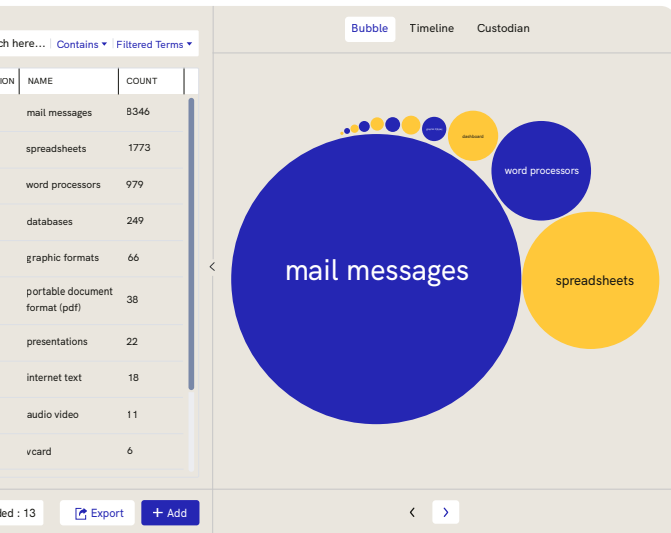 ch here... Contains Filtered Terms
Bubble Timeline Custodian
ION NAME COUNT
mail messages 8346
spreadsheets 1773
word processors 979
databases 249
graphic formats 66
portable document
format (pdf) 38
presentations 22
internet text 18
audio video 11
vcard 6
ded : 13 Export + Add
dashboard
word processors
mail messages
spreadsheets